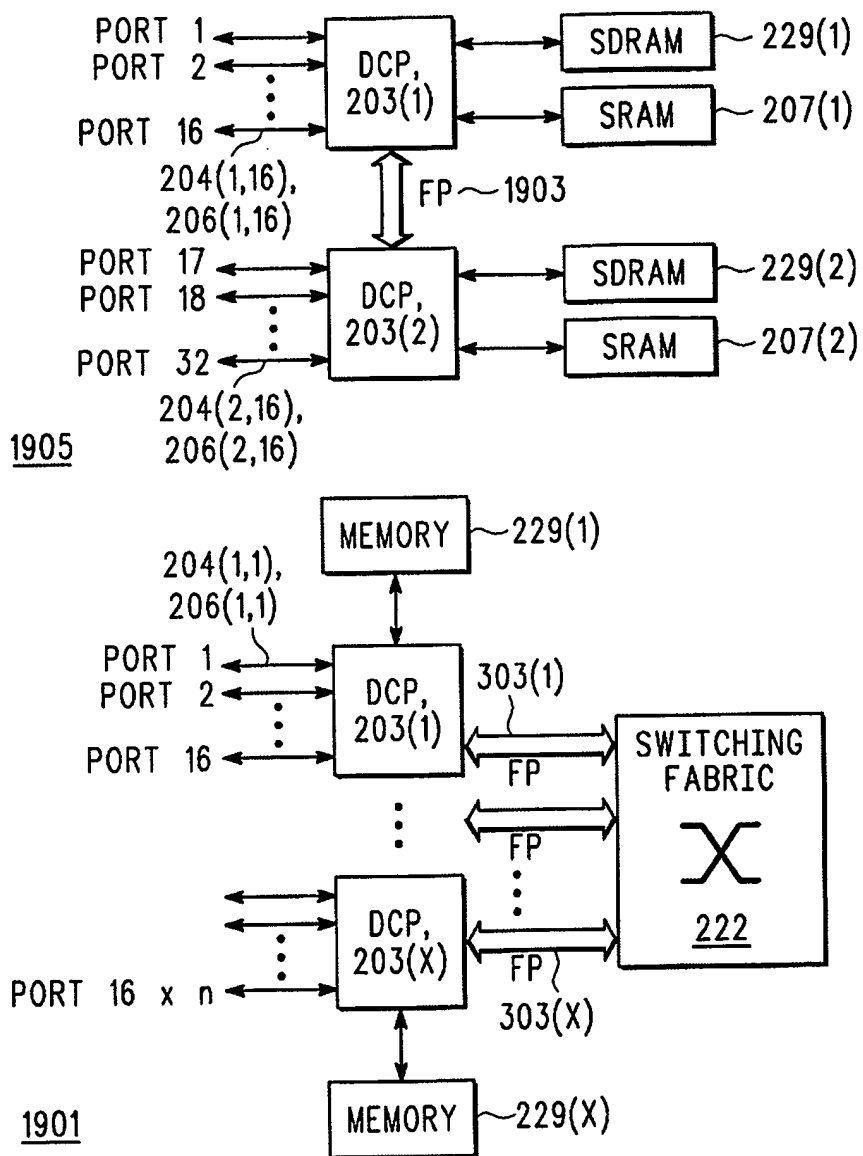 PORT 1
PORT 2
PORT 16
204(1,16),
206(1,16)
DCP,
203(1)
SDRAM
229(1)
SRAM
207(1)
FP
1903
PORT 17
PORT 18
PORT 32
204(2,16),
206(2,16)
DCP,
203(2)
SDRAM
229(2)
SRAM
207(2)
1905
MEMORY
229(1)
204(1,1),
206(1,1)
PORT 1
PORT 2
PORT 16
DCP,
203(1)
303(1)
FP
FP
SWITCHING
FABRIC
222
PORT 16 x n
DCP,
203(X)
FP
303(X)
MEMORY
229(X)
1901